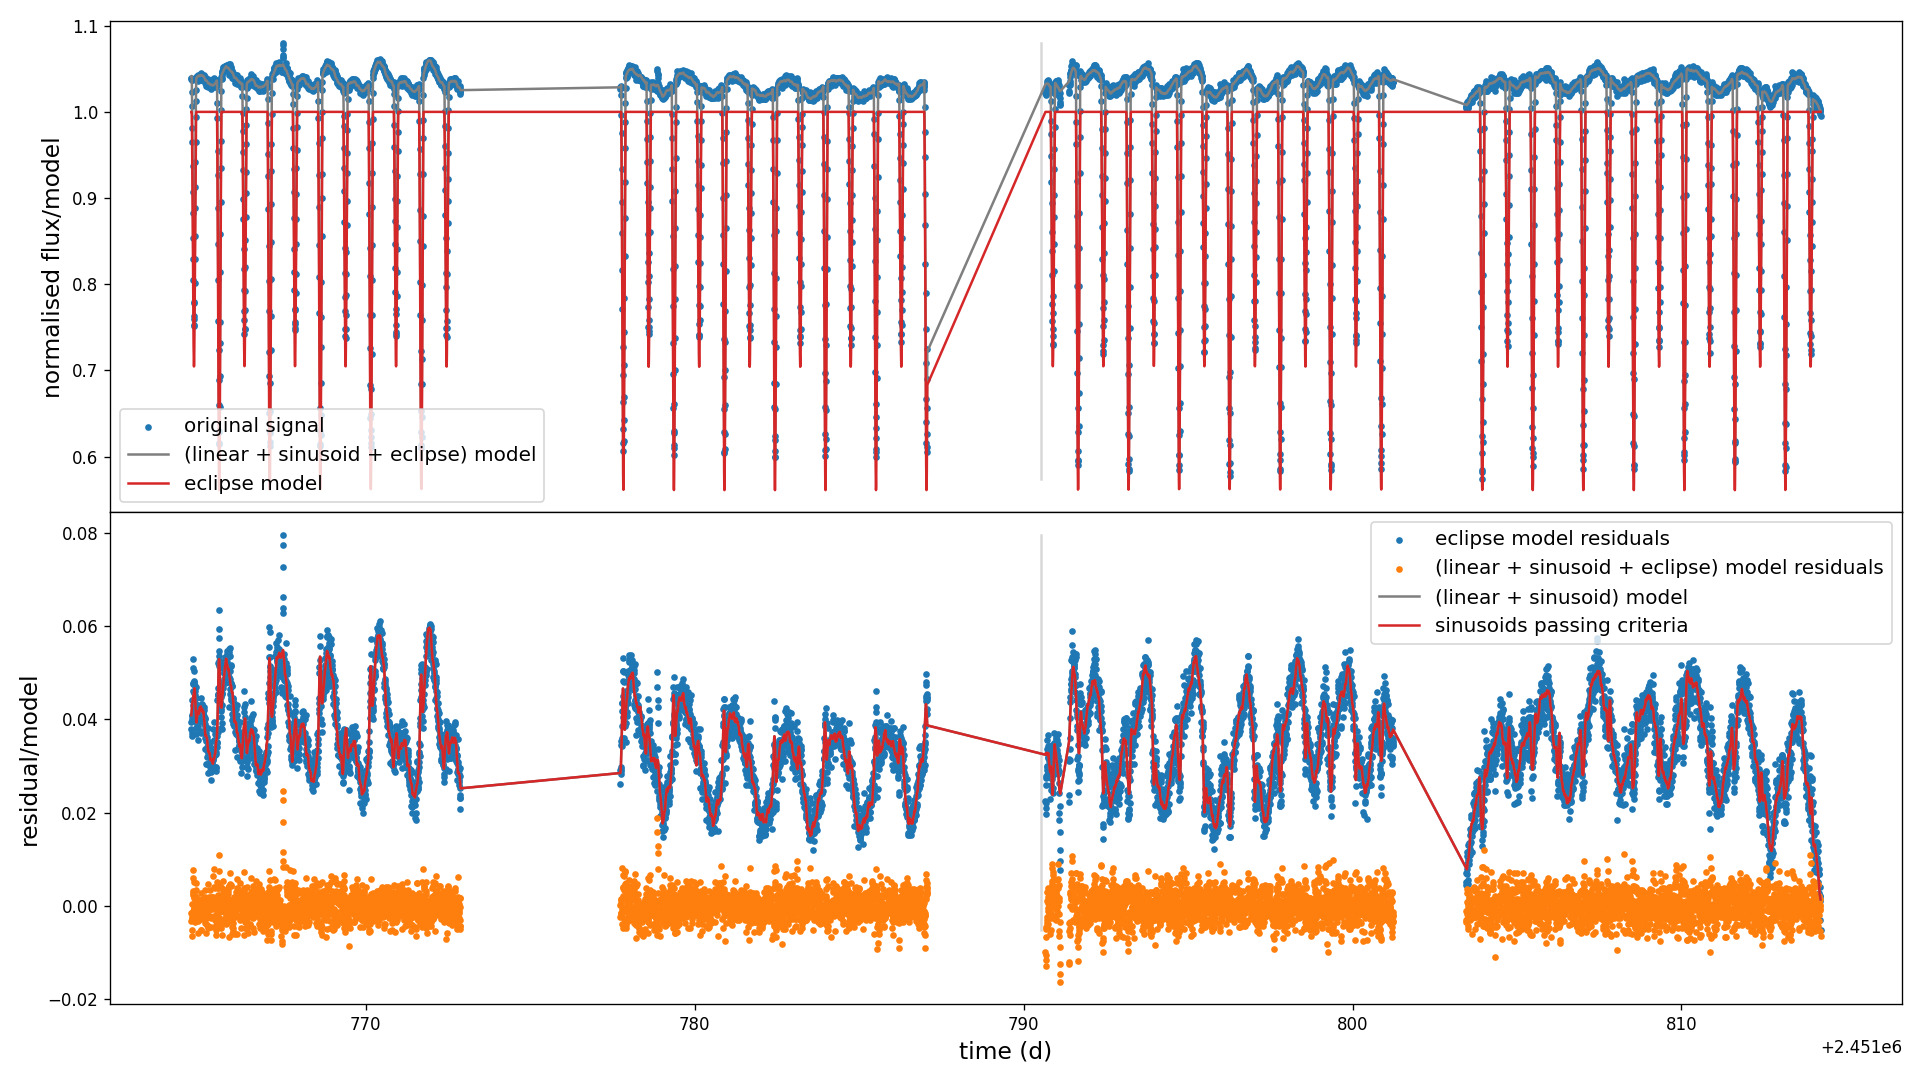 1.1
1.0
0.9
0.8
0.7
0.6
normalised flux/model
original signal
(linear + sinusoid + eclipse) model
eclipse model
0.08
0.06
0.04
0.02
0.00
−0.02
residual/model
eclipse model residuals
(linear + sinusoid + eclipse) model residuals
(linear + sinusoid) model
sinusoids passing criteria
770
780
790
800
810
time (d)
+2.451e6